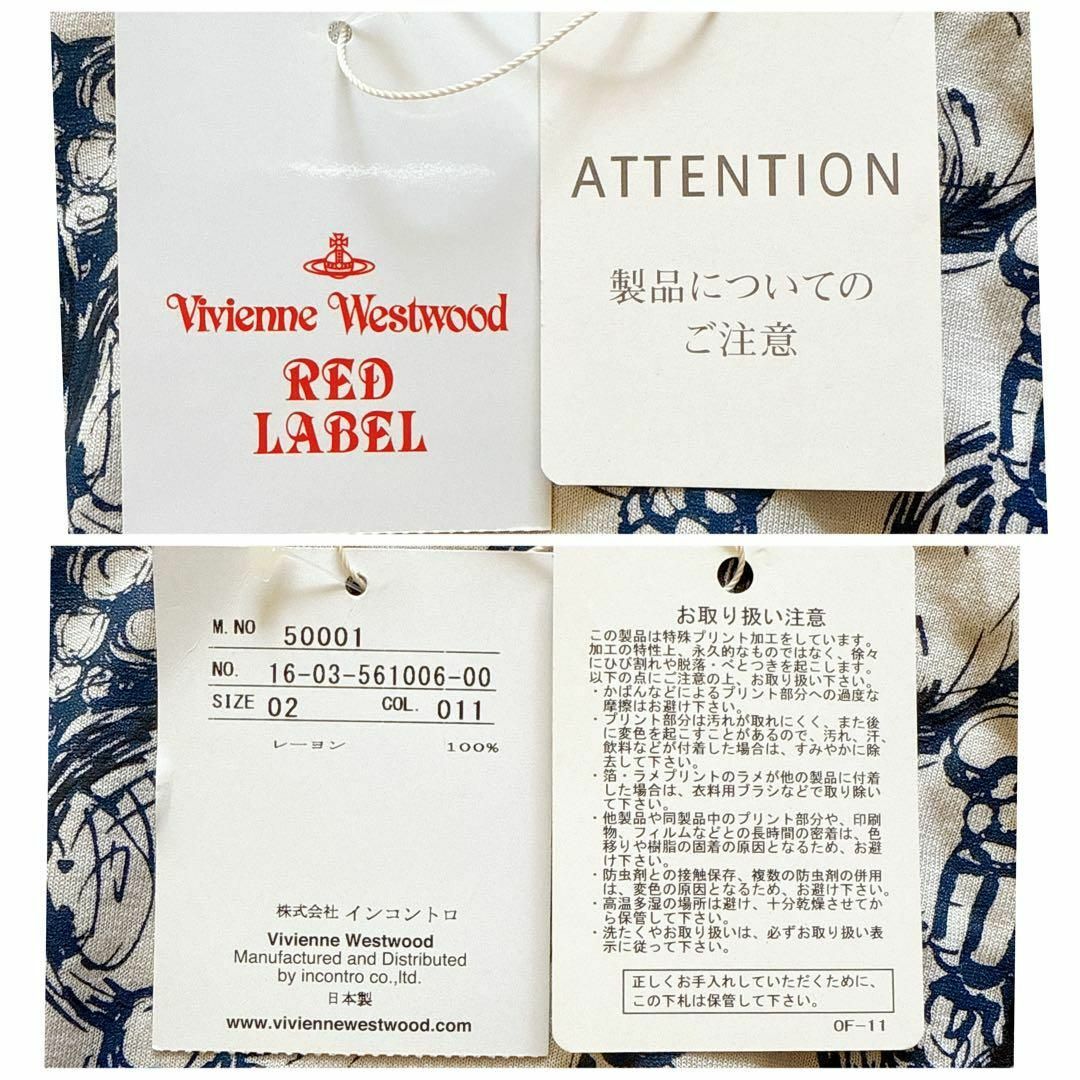 Vivienne Westwood
RED
LABEL
ATTENTION
製品についての
ご注意
M. NO 50001
NO. 16-03-561006-00
SIZE 02 COL. 011
レーヨン 100%
株式会社 インコントロ
Vivienne Westwood
Manufactured and Distributed
by incontro co.,ltd.
日本製
www.viviennewestwood.com
お取り扱い注意
この製品は特殊プリント加工をしています。
加工の特性上、永久的なものではなく、徐々
にひび割れや脱落・べとつきを起こします。
以下の点にご注意の上、お取り扱い下さい。
・かばんなどによるプリント部分への過度な
摩擦はお避け下さい。
・プリント部分は汚れが取れにくく、また後
に変色を起こすことがあるので、汚れ、汗、
飲料などが付着した場合は、すみやかに除
去して下さい。
・箔・ラメプリントのラメが他の製品に付着
した場合は、衣料用ブラシなどで取り除い
て下さい。
・他製品や同製品中のプリント部分や、印刷
物、フィルムなどとの長時間の密着は、色
移りや樹脂の固着の原因となるため、お避
け下さい。
・防虫剤との接触保存、複数の防虫剤の併用
は、変色の原因となるため、お避け下さい。
・高温多湿の場所は避け、十分乾燥させてか
ら保管して下さい。
・洗たくやお取り扱いは、必ずお取り扱い表
示に従って下さい。
正しくお手入れしていただくために、
この下札は保管して下さい。
OF-11